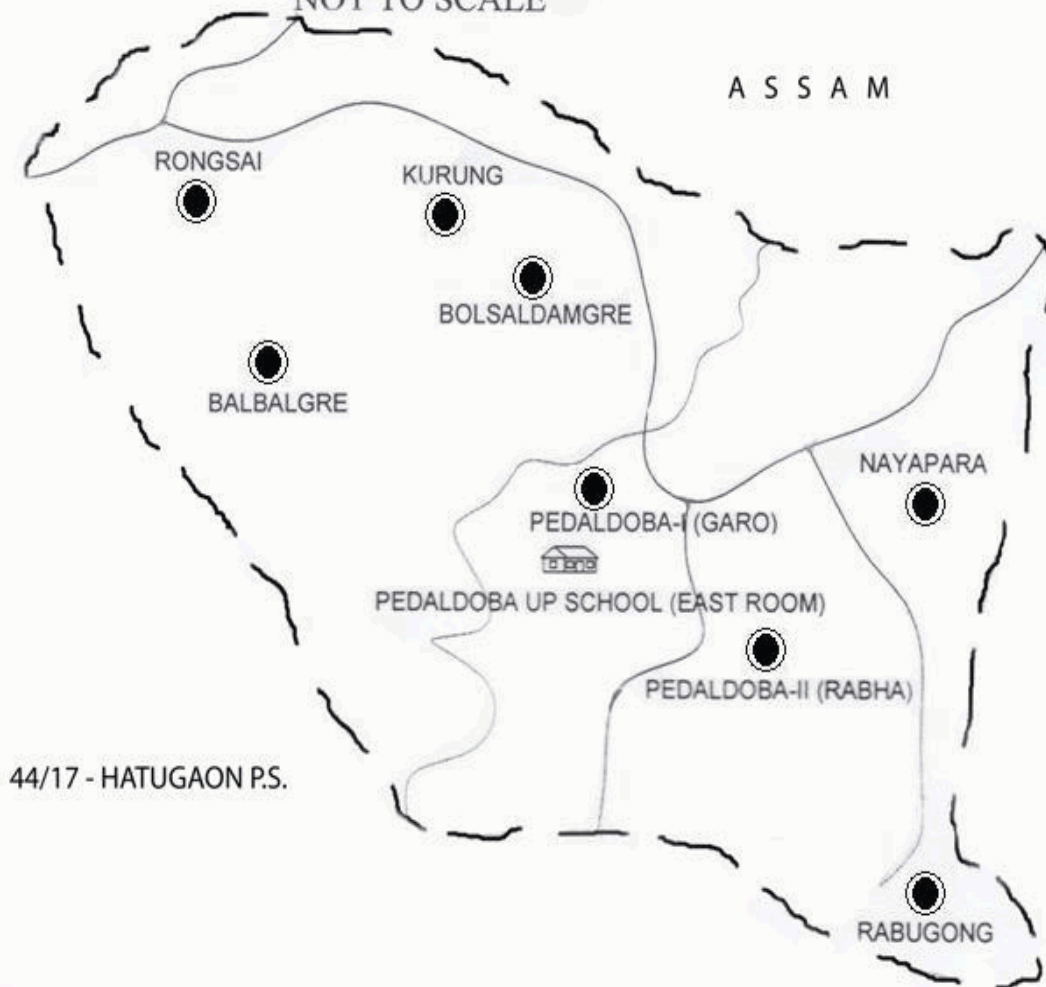 NOT TO SCALE
A S S A M
RONGSAI
KURUNG
BOLSALDAMGRE
BALBALGRE
NAYAPARA
PEDALDOBA-I (GARO)
PEDALDOBA UP SCHOOL (EAST ROOM)
PEDALDOBA-II (RABHA)
44/17 - HATUGAON P.S.
RABUGONG